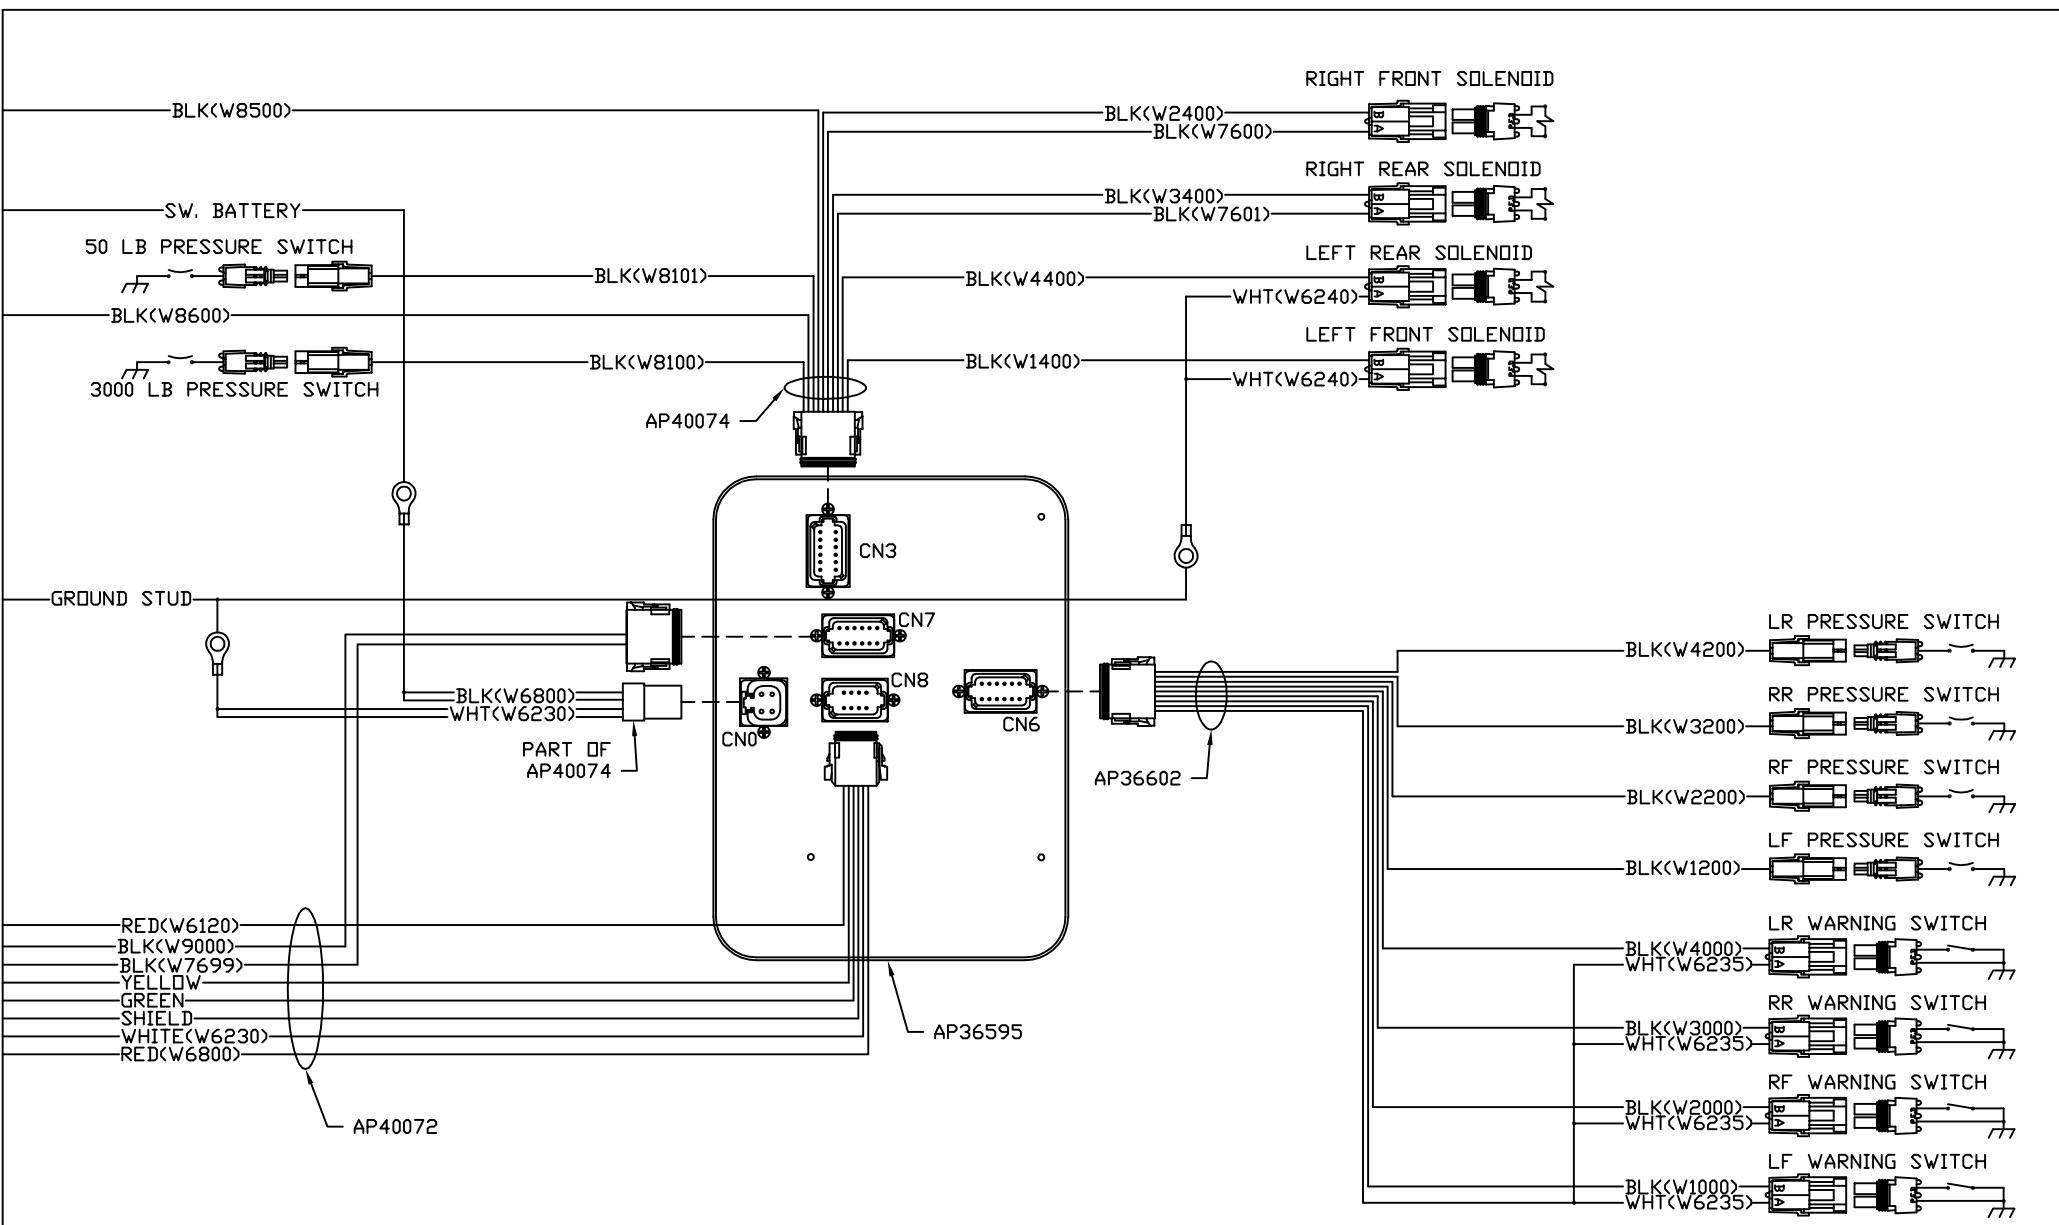 RIGHT FRONT SOLENOID
BLK(W8500)
BLK(W2400)
BLK(W7600)
B
A
RIGHT REAR SOLENOID
BLK(W3400)
BLK(W7601)
B
A
SW. BATTERY
50 LB PRESSURE SWITCH
BLK(W8101)
LEFT REAR SOLENOID
BLK(W4400)
WHT(W6240)
B
A
BLK(W8600)
LEFT FRONT SOLENOID
BLK(W8100)
BLK(W1400)
WHT(W6240)
B
A
3000 LB PRESSURE SWITCH
AP40074
CN3
GROUND STUD
CN7
CN8
BLK(W6800)
WHT(W6230)
CN0
CN6
PART OF
AP40074
AP36602
LR PRESSURE SWITCH
BLK(W4200)
RR PRESSURE SWITCH
BLK(W3200)
RF PRESSURE SWITCH
BLK(W2200)
LF PRESSURE SWITCH
BLK(W1200)
LR WARNING SWITCH
BLK(W4000)
WHT(W6235)
B
A
RR WARNING SWITCH
BLK(W3000)
WHT(W6235)
B
A
RF WARNING SWITCH
BLK(W2000)
WHT(W6235)
B
A
LF WARNING SWITCH
BLK(W1000)
WHT(W6235)
B
A
RED(W6120)
BLK(W9000)
BLK(W7699)
YELLOW
GREEN
SHIELD
WHITE(W6230)
RED(W6800)
AP36595
AP40072